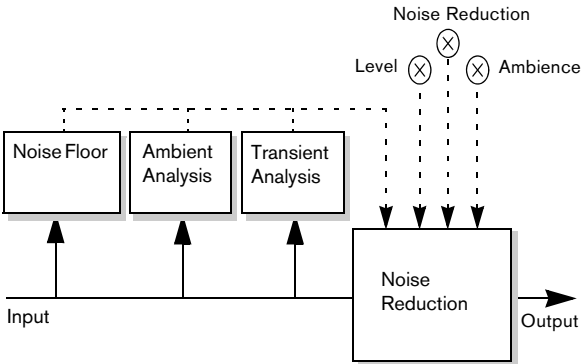 Noise Reduction
Level
Ambience
Noise Floor
Ambient
Analysis
Transient
Analysis
Noise
Reduction
Input
Output